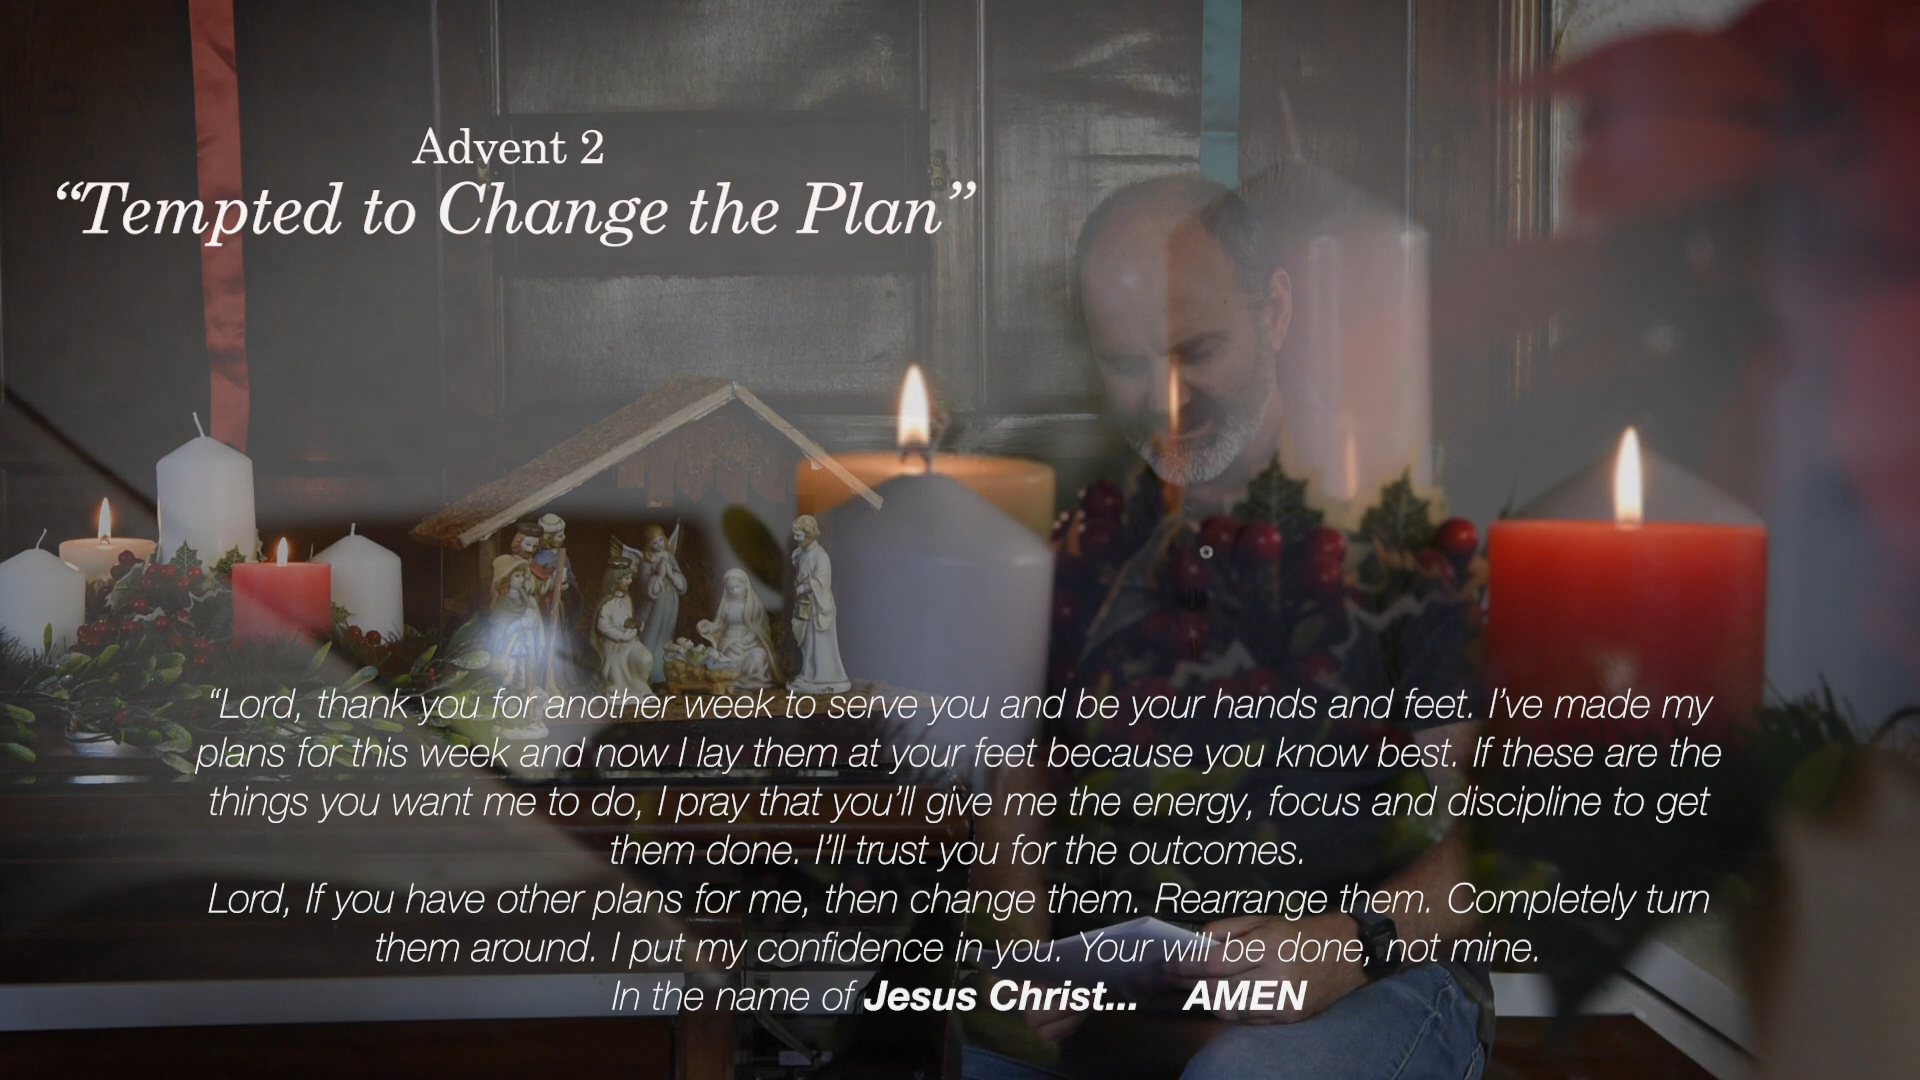 Advent 2
“Tempted to Change the Plan”
“Lord, thank you for another week to serve you and be your hands and feet. I’ve made my
plans for this week and now I lay them at your feet because you know best. If these are the
things you want me to do, I pray that you’ll give me the energy, focus and discipline to get
them done. I’ll trust you for the outcomes.
Lord, If you have other plans for me, then change them. Rearrange them. Completely turn
them around. I put my confidence in you. Your will be done, not mine.
In the name of Jesus Christ... AMEN